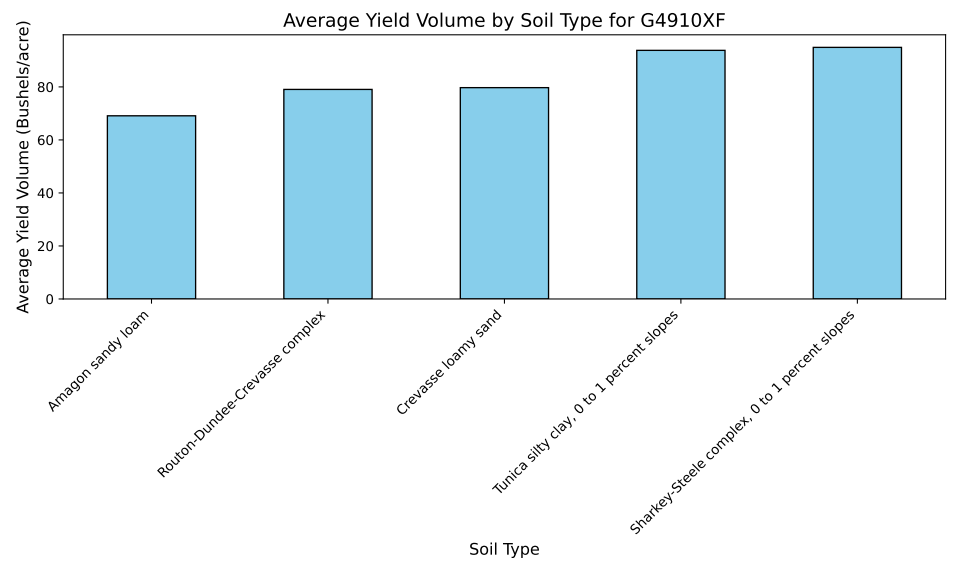 Average Yield Volume by Soil Type for G4910XF
Average Yield Volume (Bushels/acre)
80
60
40
20
0
Amagon sandy loam
Routon-Dundee-Crevasse complex
Crevasse loamy sand
Tunica silty clay, 0 to 1 percent slopes
Sharkey-Steele complex, 0 to 1 percent slopes
Soil Type